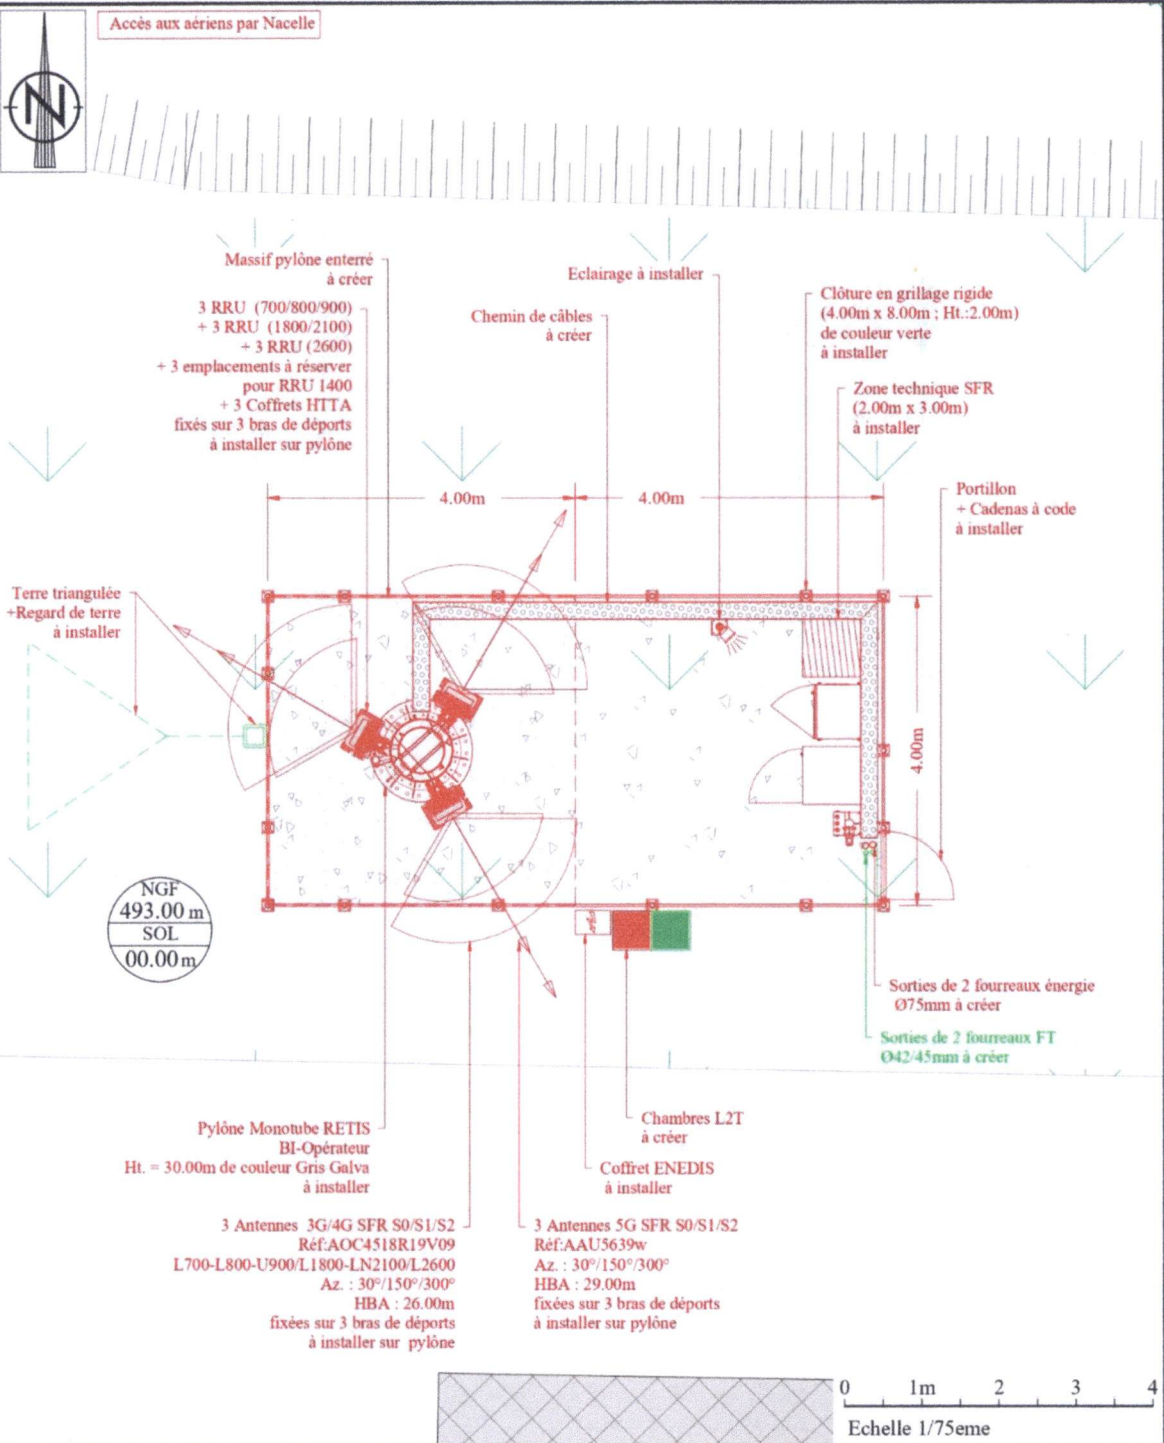 Accès aux aériens par Nacelle
N
Massif pylône enterré
à créer
3 RRU (700/800/900)
+ 3 RRU (1800/2100)
+ 3 RRU (2600)
+ 3 emplacements à réserver
pour RRU 1400
+ 3 Coffrets HTTA
fixés sur 3 bras de déports
à installer sur pylône
Chemin de câbles
à créer
Eclairage à installer
Clôture en grillage rigide
(4.00m x 8.00m ; Ht.:2.00m)
de couleur verte
à installer
Zone technique SFR
(2.00m x 3.00m)
à installer
Portillon
+ Cadenas à code
à installer
4.00m
4.00m
Terre triangulée
+Regard de terre
à installer
4.00m
NGF
493.00 m
SOL
00.00 m
Sorties de 2 fourreaux énergie
Ø75mm à créer
Sorties de 2 fourreaux FT
Ø42/45mm à créer
Pylône Monotube RETIS
BI-Opérateur
Ht. = 30.00m de couleur Gris Galva
à installer
Chambres L2T
à créer
Coffret ENEDIS
à installer
3 Antennes 3G/4G SFR S0/S1/S2
Réf:AOC4518R19V09
L700-L800-U900/L1800-LN2100/L2600
Az. : 30°/150°/300°
HBA : 26.00m
fixées sur 3 bras de déports
à installer sur pylône
3 Antennes 5G SFR S0/S1/S2
Réf:AAU5639w
Az. : 30°/150°/300°
HBA : 29.00m
fixées sur 3 bras de déports
à installer sur pylône
0 1m 2 3 4
Echelle 1/75eme